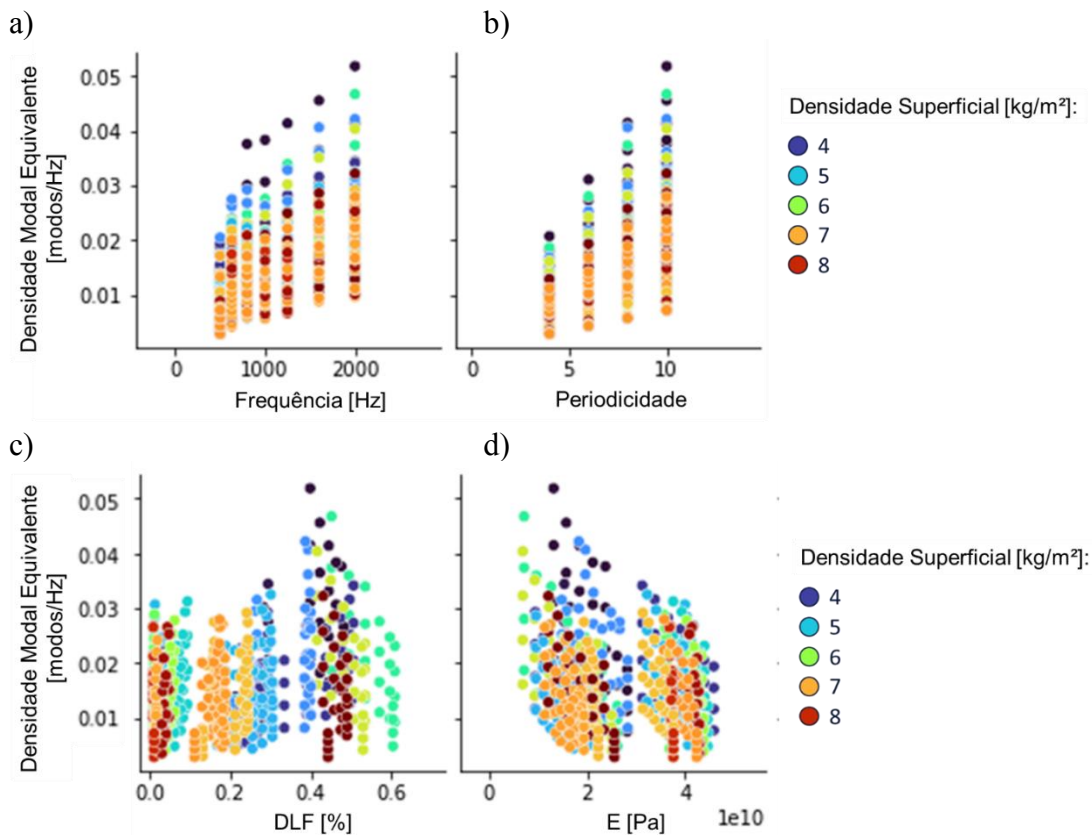 a)
b)
Densidade Modal Equivalente
[modos/Hz]
0.05
0.04
0.03
0.02
0.01
0
1000
2000
Frequência [Hz]
0
5
10
Periodicidade
Densidade Superficial [kg/m²]:
4
5
6
7
8
c)
d)
Densidade Modal Equivalente
[modos/Hz]
0.05
0.04
0.03
0.02
0.01
0.0
0.2
0.4
0.6
DLF [%]
0
2
4
1e10
E [Pa]
Densidade Superficial [kg/m²]:
4
5
6
7
8